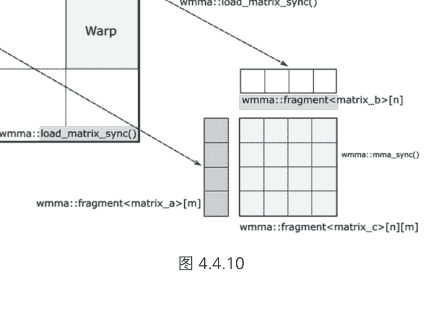 wmma::load_matrix_sync()
Warp
wmma::fragment<matrix_b>[n]
wmma::load_matrix_sync()
wmma::mma_sync()
wmma::fragment<matrix_a>[m]
wmma::fragment<matrix_c>[n][m]
图 4.4.10